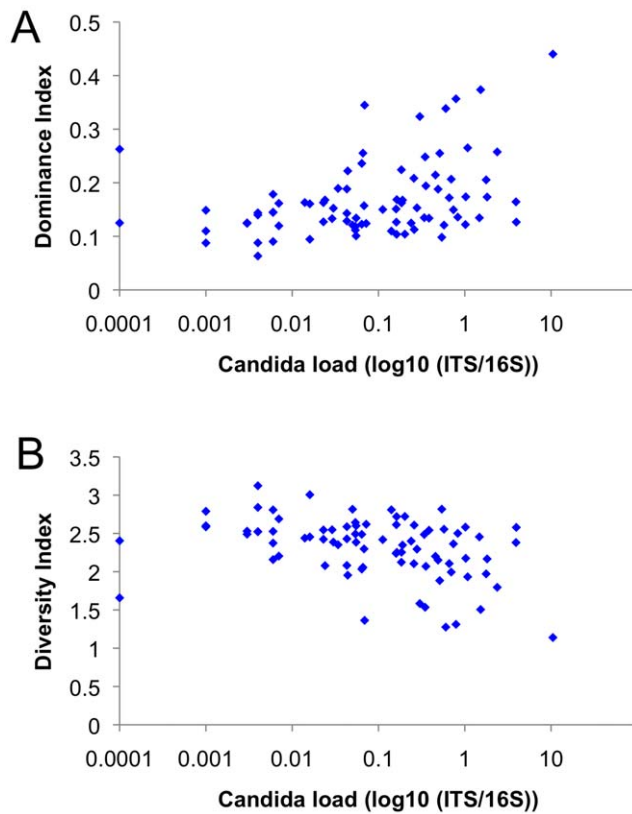 A
0.5
0.4
0.3
0.2
0.1
0
Dominance Index
0.0001 0.001 0.01 0.1 1 10
Candida load (log10 (ITS/16S))
B
3.5
3
2.5
2
1.5
1
0.5
0
Diversity Index
0.0001 0.001 0.01 0.1 1 10
Candida load (log10 (ITS/16S))